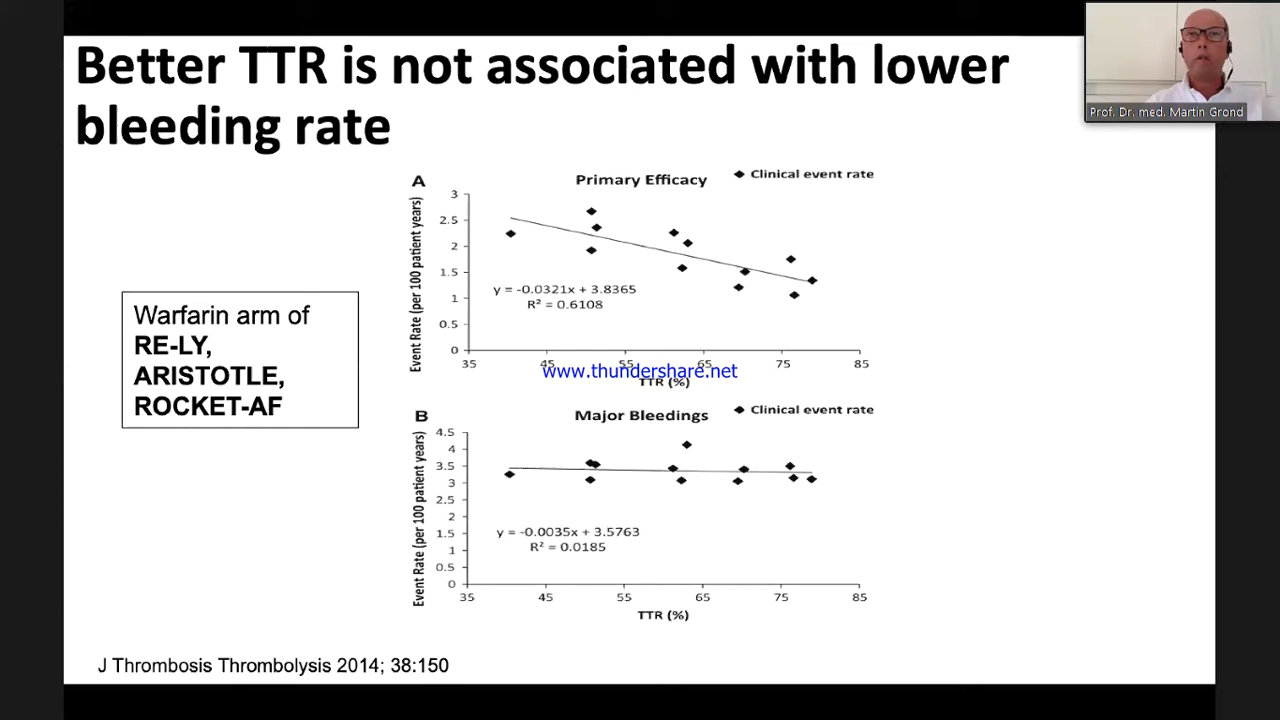 Better TTR is not associated with lower
bleeding rate
Prof. Dr. med. Martin Grond
A
Primary Efficacy
Clinical event rate
Event Rate (per 100 patient years)
3
2.5
2
1.5
1
0.5
0
y = -0.0321x + 3.8365
R² = 0.6108
35 45 55 65 75 85
www.thundershare.net
TTR (%)
Warfarin arm of
RE-LY,
ARISTOTLE,
ROCKET-AF
B
Major Bleedings
Clinical event rate
Event Rate (per 100 patient years)
4.5
4
3.5
3
2.5
2
1.5
1
0.5
0
y = -0.0035x + 3.5763
R² = 0.0185
35 45 55 65 75 85
TTR (%)
J Thrombosis Thrombolysis 2014; 38:150